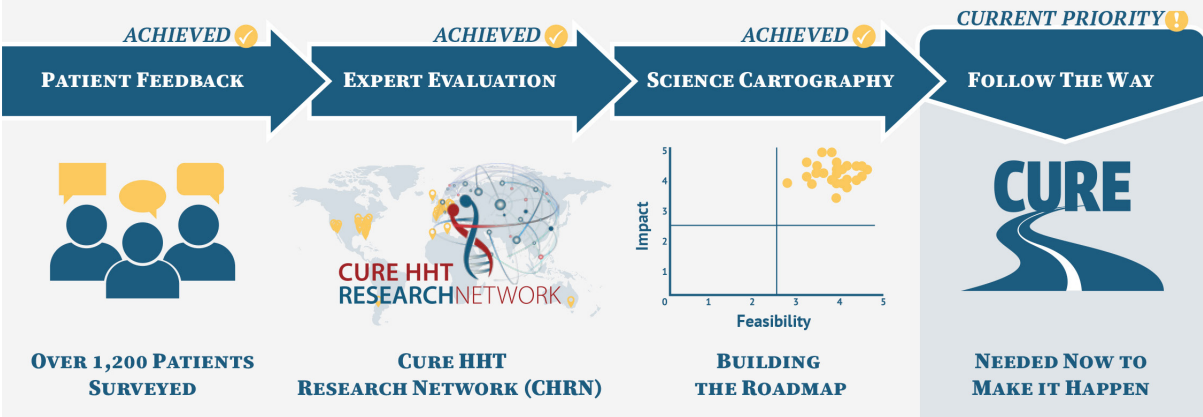 ACHIEVED
ACHIEVED
ACHIEVED
CURRENT PRIORITY!
PATIENT FEEDBACK
EXPERT EVALUATION
SCIENCE CARTOGRAPHY
FOLLOW THE WAY
CURE HHT
RESEARCHNETWORK
Impact
5
4
3
2
1
0 1 2 3 4 5
Feasibility
CURE
OVER 1,200 PATIENTS
SURVEYED
CURE HHT
RESEARCH NETWORK (CHRN)
BUILDING
THE ROADMAP
NEEDED NOW TO
MAKE IT HAPPEN